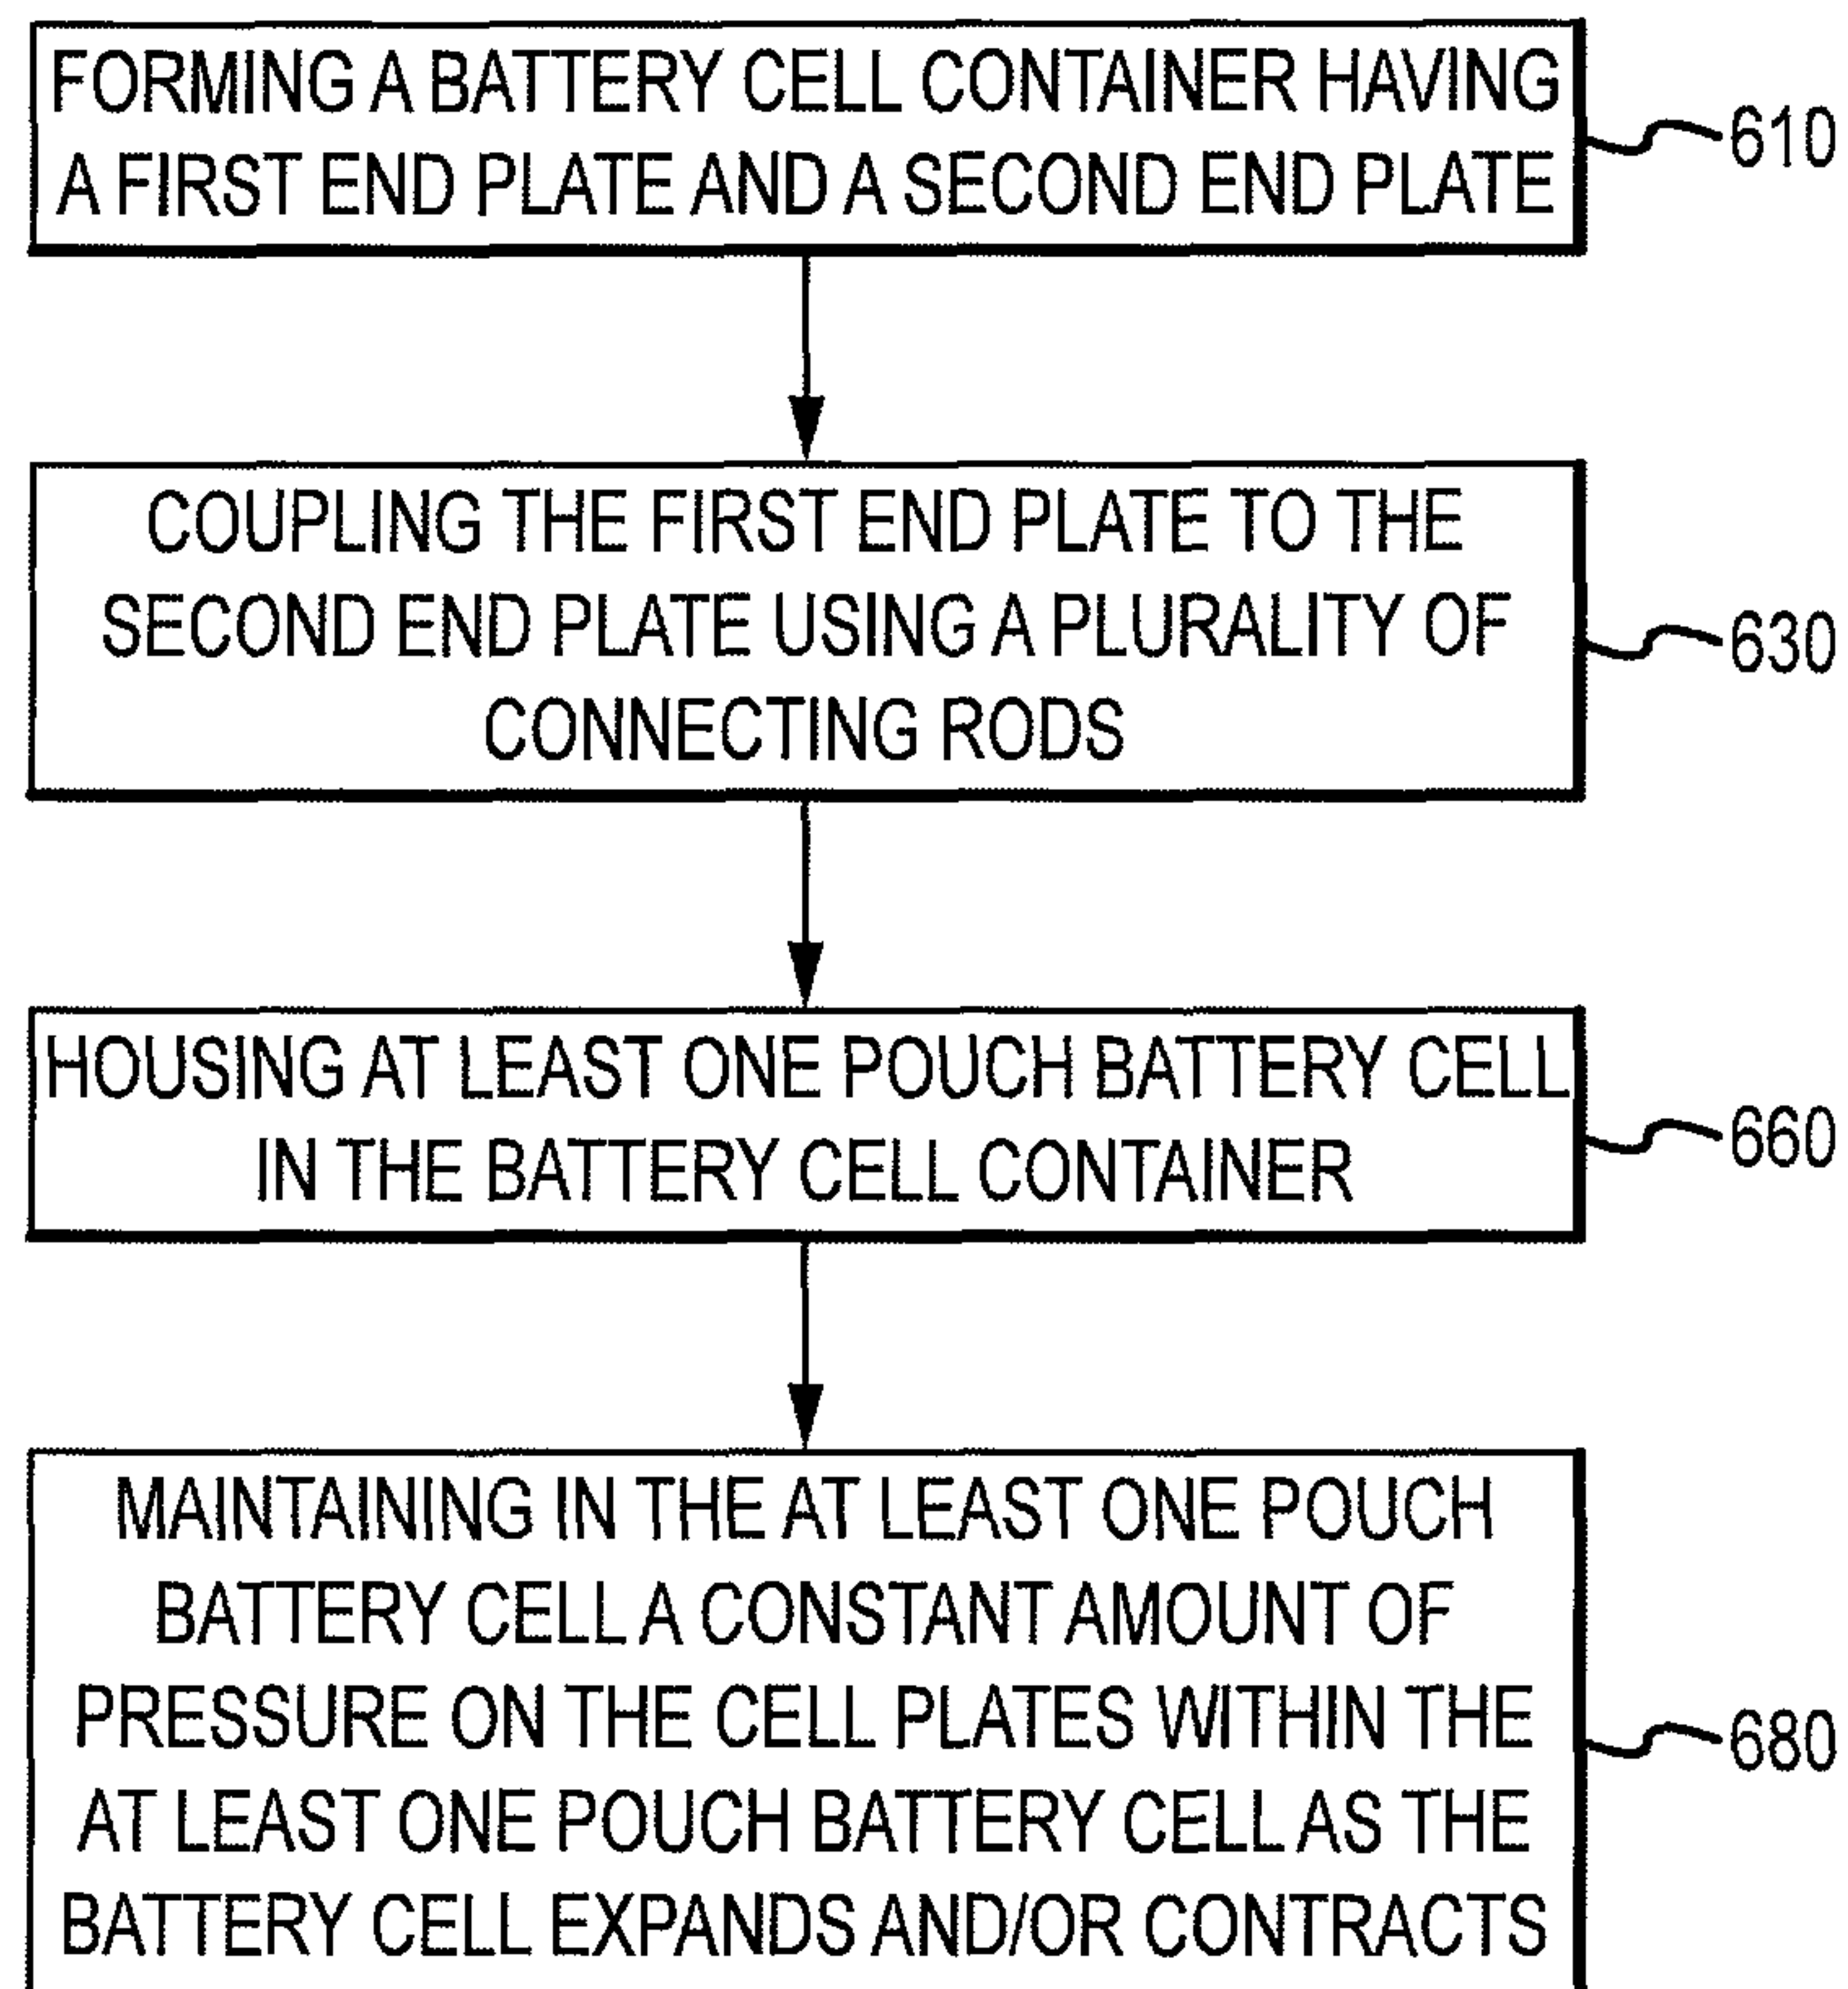 FORMING A BATTERY CELL CONTAINER HAVING
A FIRST END PLATE AND A SECOND END PLATE
610
COUPLING THE FIRST END PLATE TO THE
SECOND END PLATE USING A PLURALITY OF
CONNECTING RODS
630
HOUSING AT LEAST ONE POUCH BATTERY CELL
IN THE BATTERY CELL CONTAINER
660
MAINTAINING IN THE AT LEAST ONE POUCH
BATTERY CELL A CONSTANT AMOUNT OF
PRESSURE ON THE CELL PLATES WITHIN THE
AT LEAST ONE POUCH BATTERY CELL AS THE
BATTERY CELL EXPANDS AND/OR CONTRACTS
680